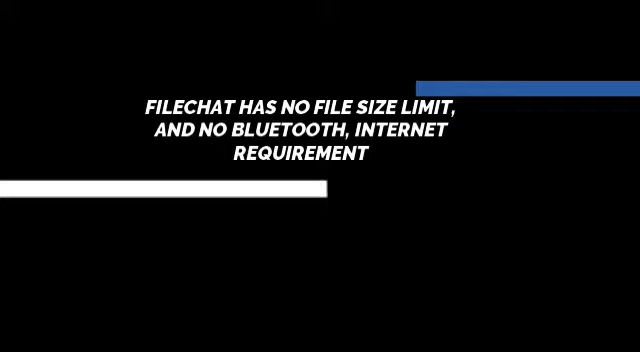 FILECHAT HAS NO FILE SIZE LIMIT,
AND NO BLUETOOTH, INTERNET
REQUIREMENT